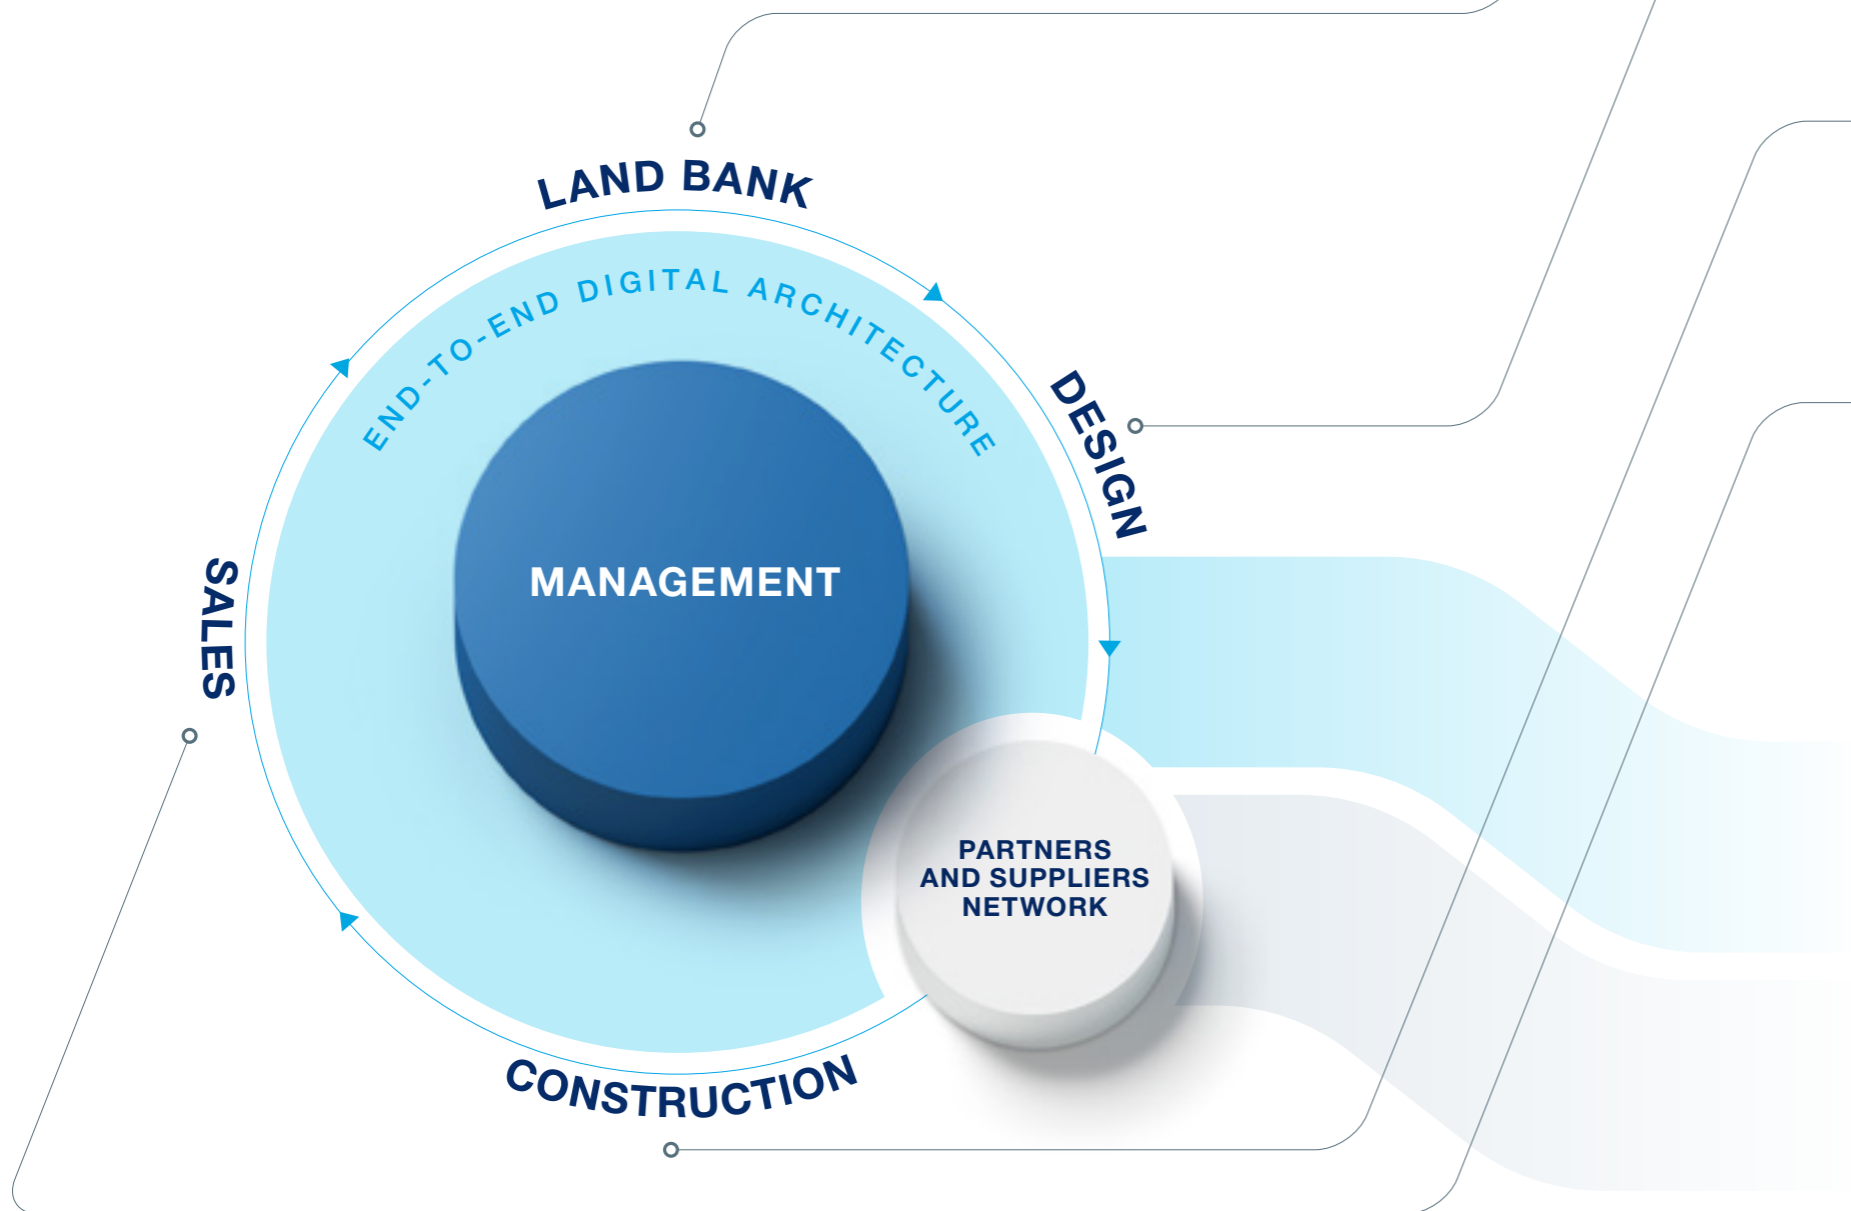 LAND BANK
END-TO-END DIGITAL ARCHITECTURE
DESIGN
MANAGEMENT
SALES
PARTNERS
AND SUPPLIERS
NETWORK
CONSTRUCTION